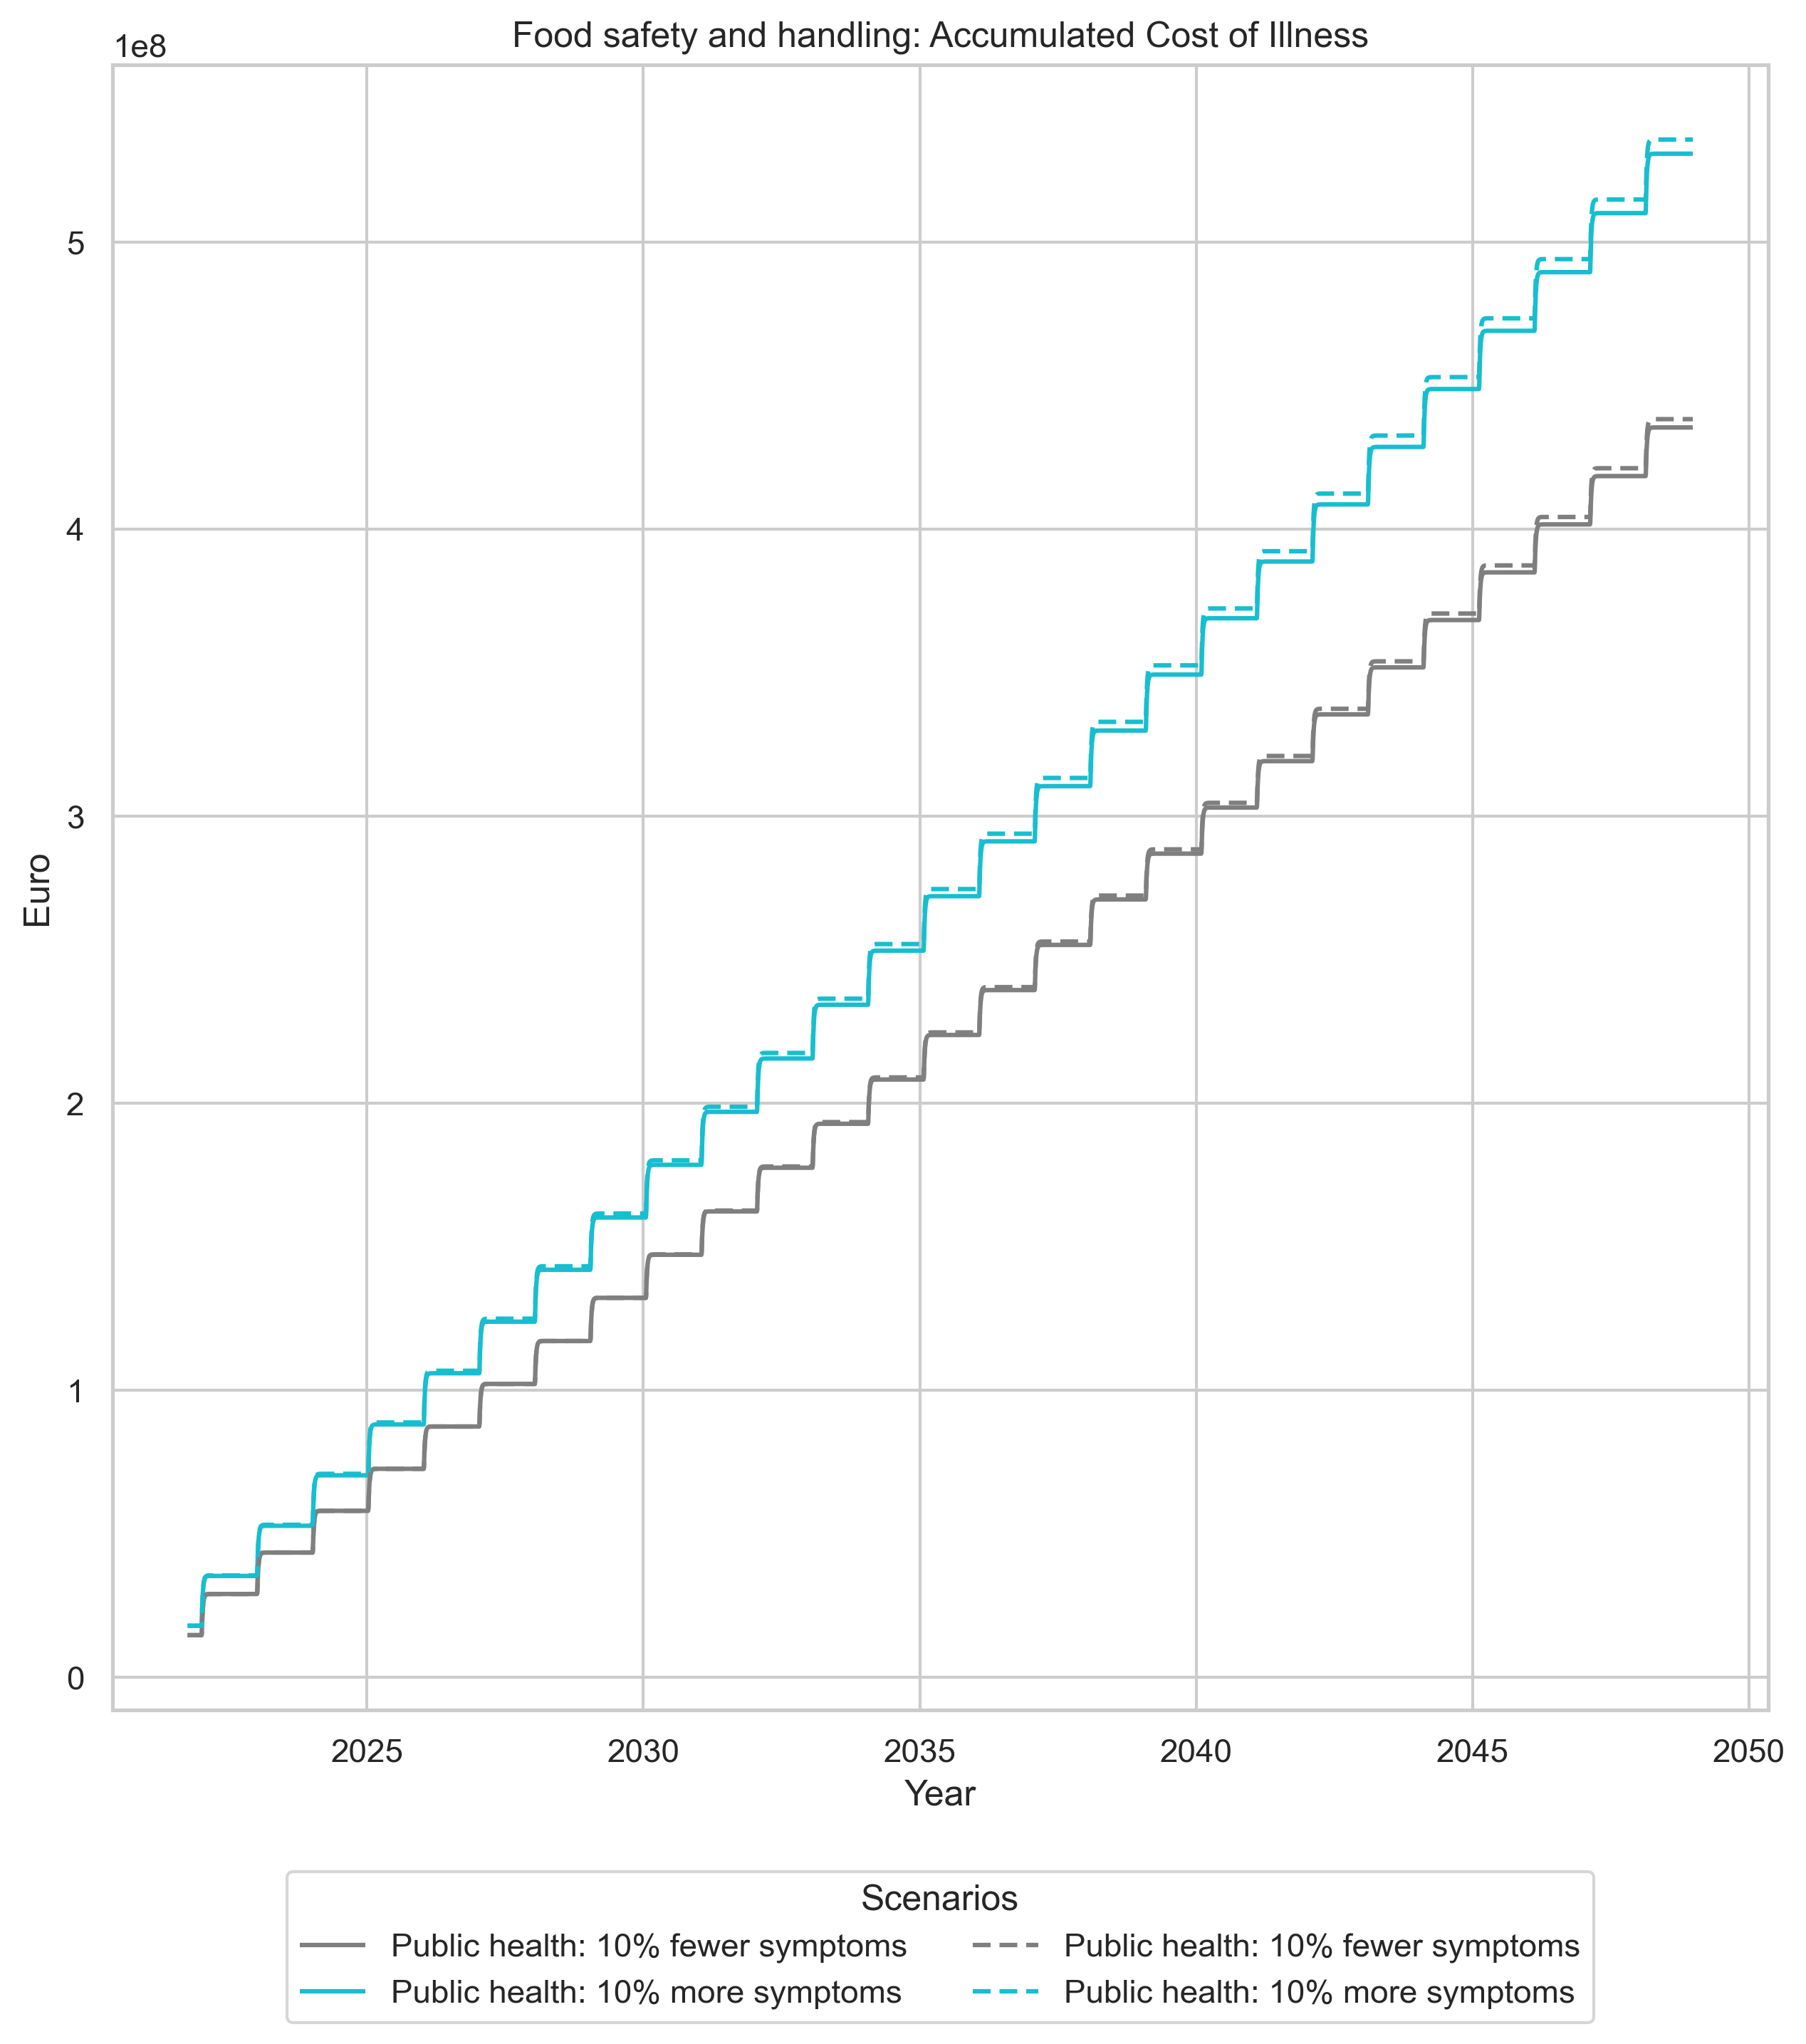 Food safety and handling: Accumulated Cost of Illness
1e8
5
4
3
2
1
0
Euro
2025 2030 2035 2040 2045 2050
Year
Scenarios
Public health: 10% fewer symptoms Public health: 10% fewer symptoms
Public health: 10% more symptoms Public health: 10% more symptoms